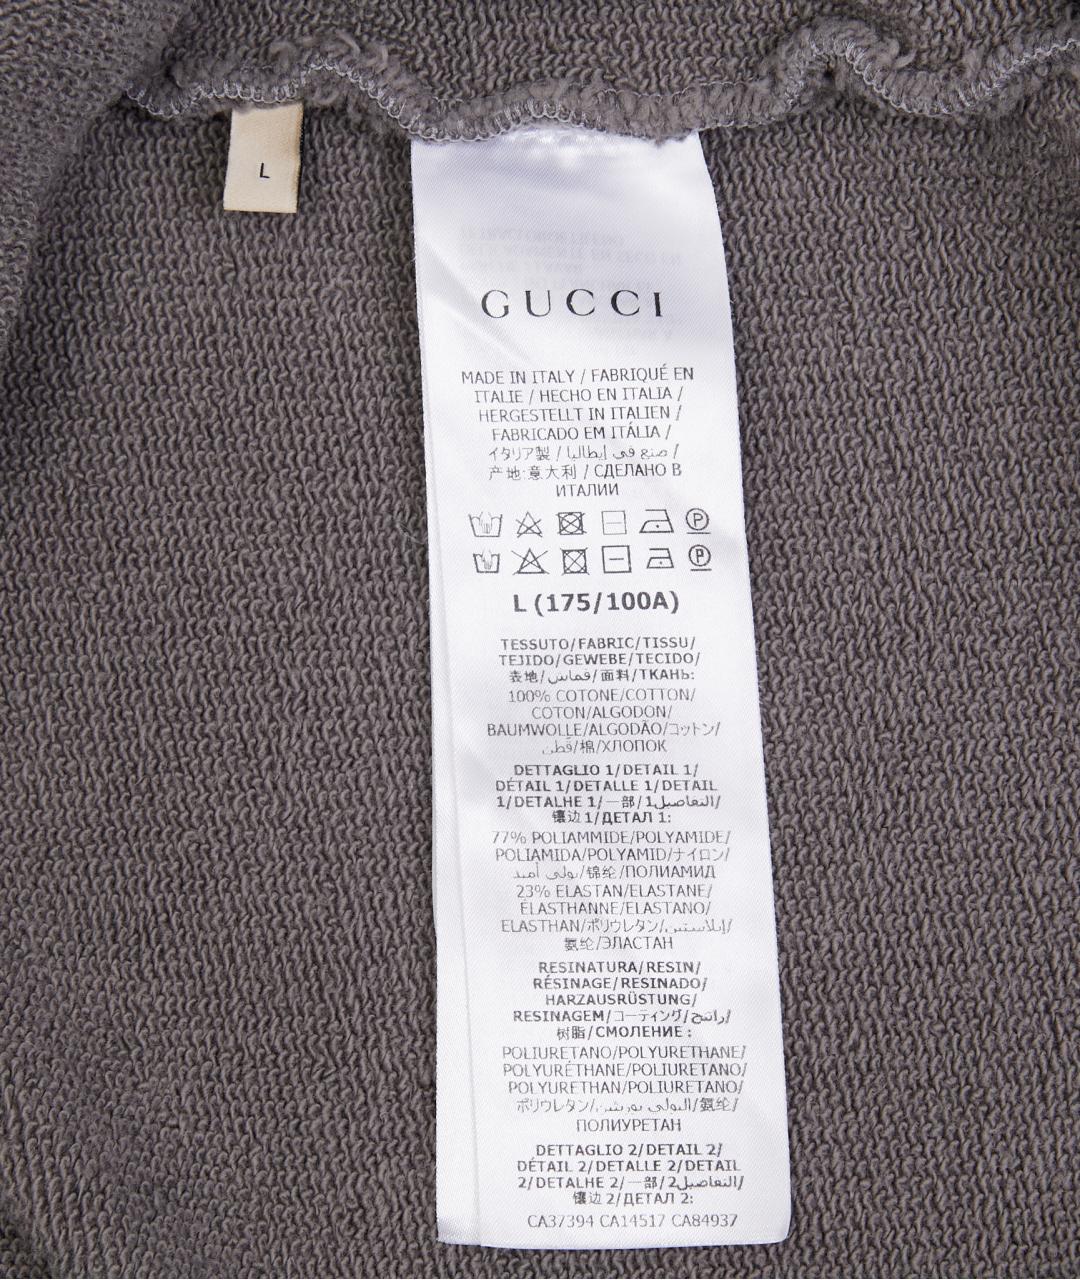 L
GUCCI
MADE IN ITALY / FABRIQUÉ EN
ITALIE / HECHO EN ITALIA /
HERGESTELLT IN ITALIEN /
FABRICADO EM ITÁLIA /
イタリア製 / صنع في إيطاليا /
产地:意大利 / СДЕЛАНО В
ИТАЛИИ
P
P
L (175/100A)
TESSUTO/FABRIC/TISSU/
TEJIDO/GEWEBE/TECIDO/
表地/قماش/面料/ТКАНЬ:
100% COTONE/COTTON/
COTON/ALGODON/
BAUMWOLLE/ALGODÃO/コットン/
قطن/棉/ХЛОПОК
DETTAGLIO 1/DETAIL 1/
DÉTAIL 1/DETALLE 1/DETAIL
1/DETALHE 1/一部/التفاصيل1/
镶边 1/ДЕТАЛ 1:
77% POLIAMMIDE/POLYAMIDE/
POLIAMIDA/POLYAMID/ナイロン/
بولي أميد/锦纶/ПОЛИАМИД
23% ELASTAN/ELASTANE/
ÉLASTHANNE/ELASTANO/
ELASTHAN/ポリウレタン/إيلاستين/
氨纶/ЭЛАСТАН
RESINATURA/RESIN/
RÉSINAGE/RESINADO/
HARZAUSRÜSTUNG/
RESINAGEM/コーティング/راتنج/
树脂/СМОЛЕНИЕ :
POLIURETANO/POLYURETHANE/
POLYURÉTHANE/POLIURETANO/
POLYURETHAN/POLIURETANO/
ポリウレタン/البولي يوريثين/氨纶/
ПОЛИУРЕТАН
DETTAGLIO 2/DETAIL 2/
DÉTAIL 2/DETALLE 2/DETAIL
2/DETALHE 2/一部/التفاصيل2/
镶边 2/ДЕТАЛ 2:
CA37394 CA14517 CA84937